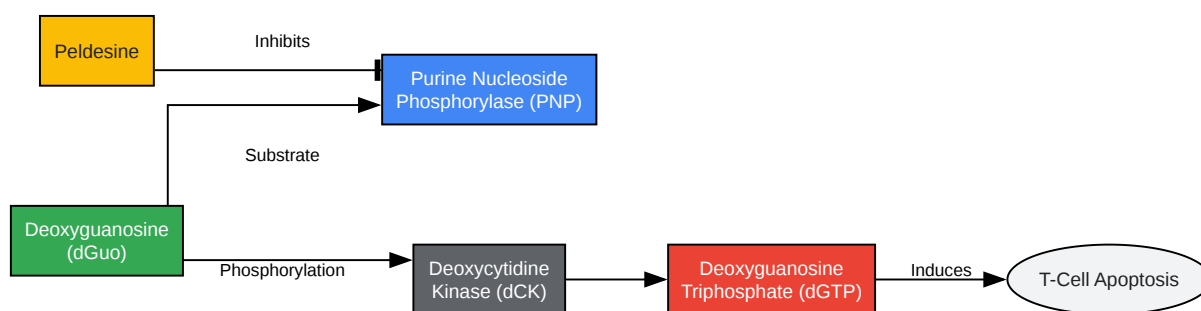 Peldesine
Inhibits
Purine Nucleoside
Phosphorylase (PNP)
Substrate
Deoxyguanosine
(dGuo)
Phosphorylation
Deoxycytidine
Kinase (dCK)
Deoxyguanosine
Triphosphate (dGTP)
Induces
T-Cell Apoptosis